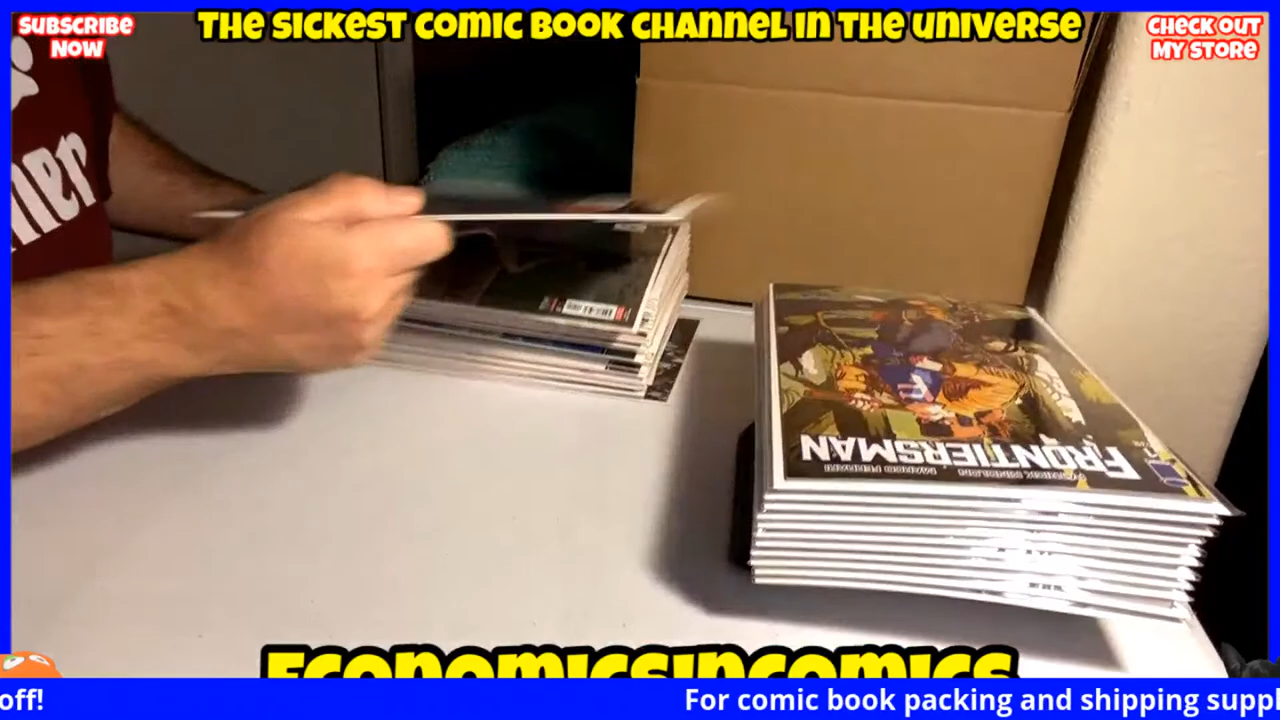 SUBSCRIBE
NOW
THE SICKEST COMIC BOOK CHANNEL IN THE UNIVERSE
CHECK OUT
MY STORE
FRONTIERSMAN
ECONOMICSINCOMICS
off!
For comic book packing and shipping suppl